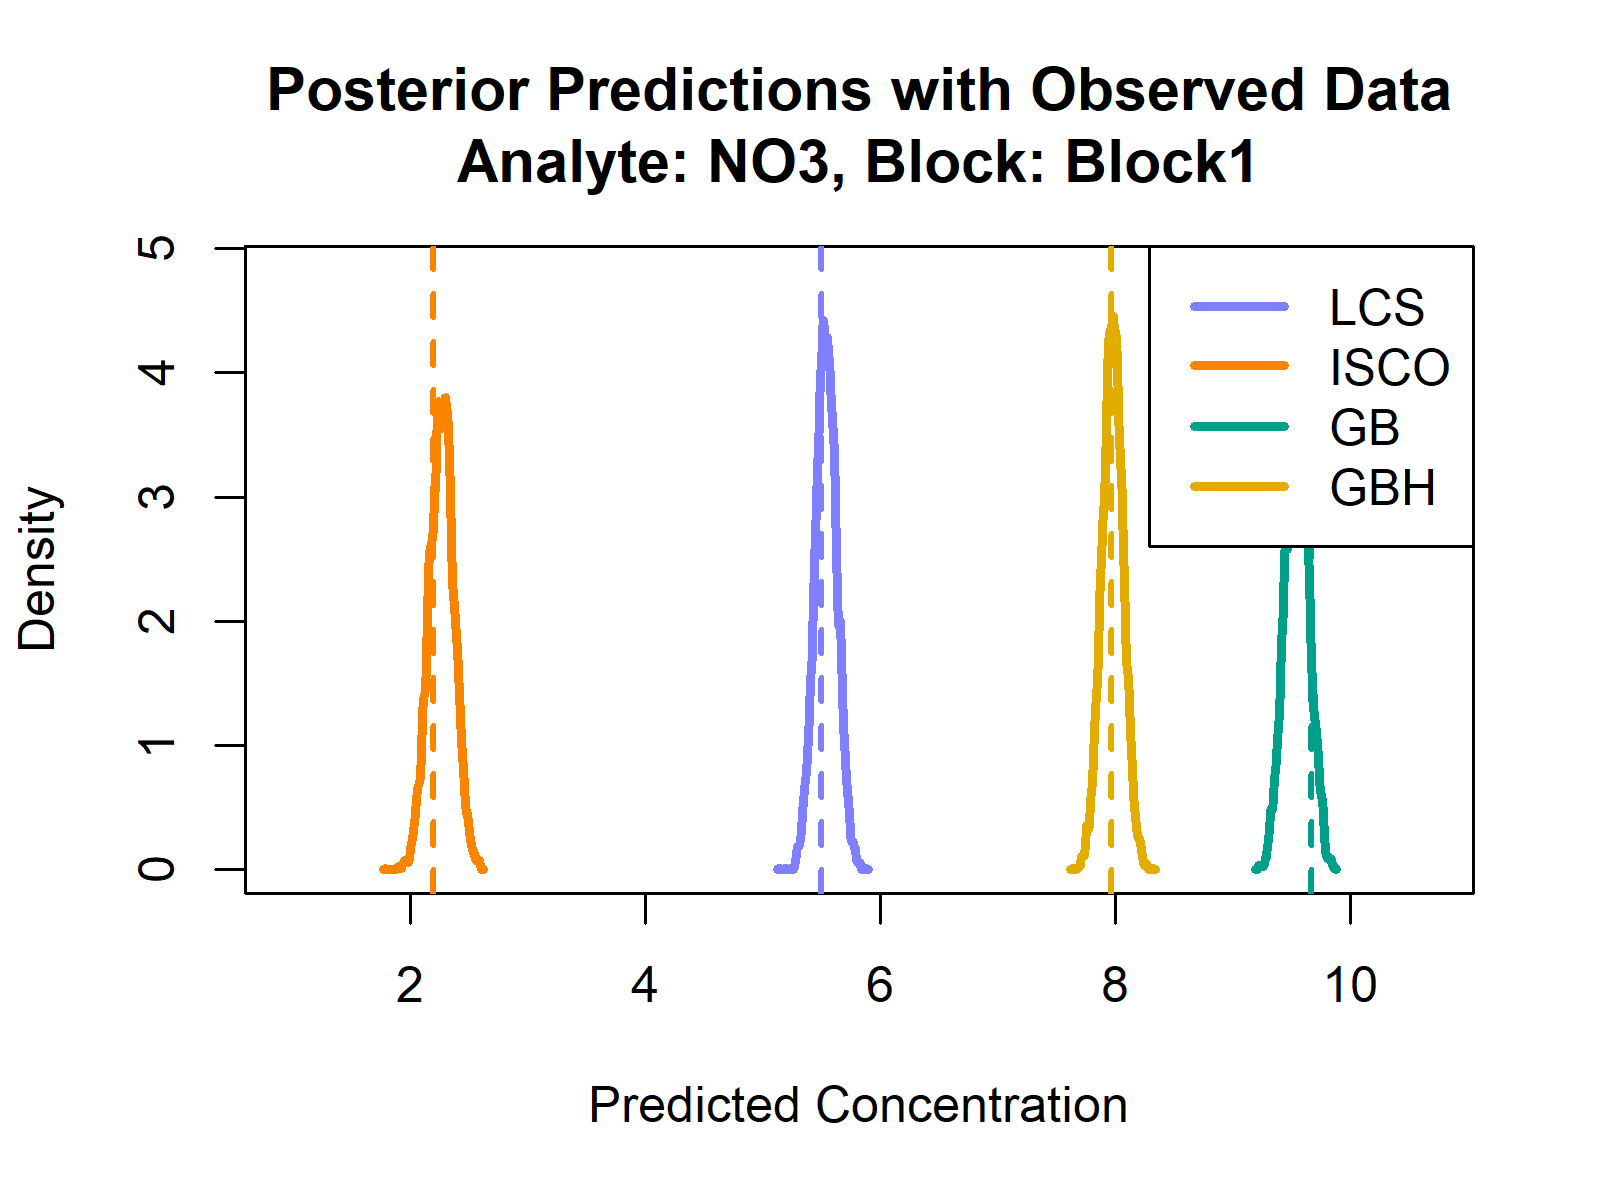 Posterior Predictions with Observed Data
Analyte: NO3, Block: Block1
Density
5
4
3
2
1
0
LCS
ISCO
GB
GBH
2
4
6
8
10
Predicted Concentration